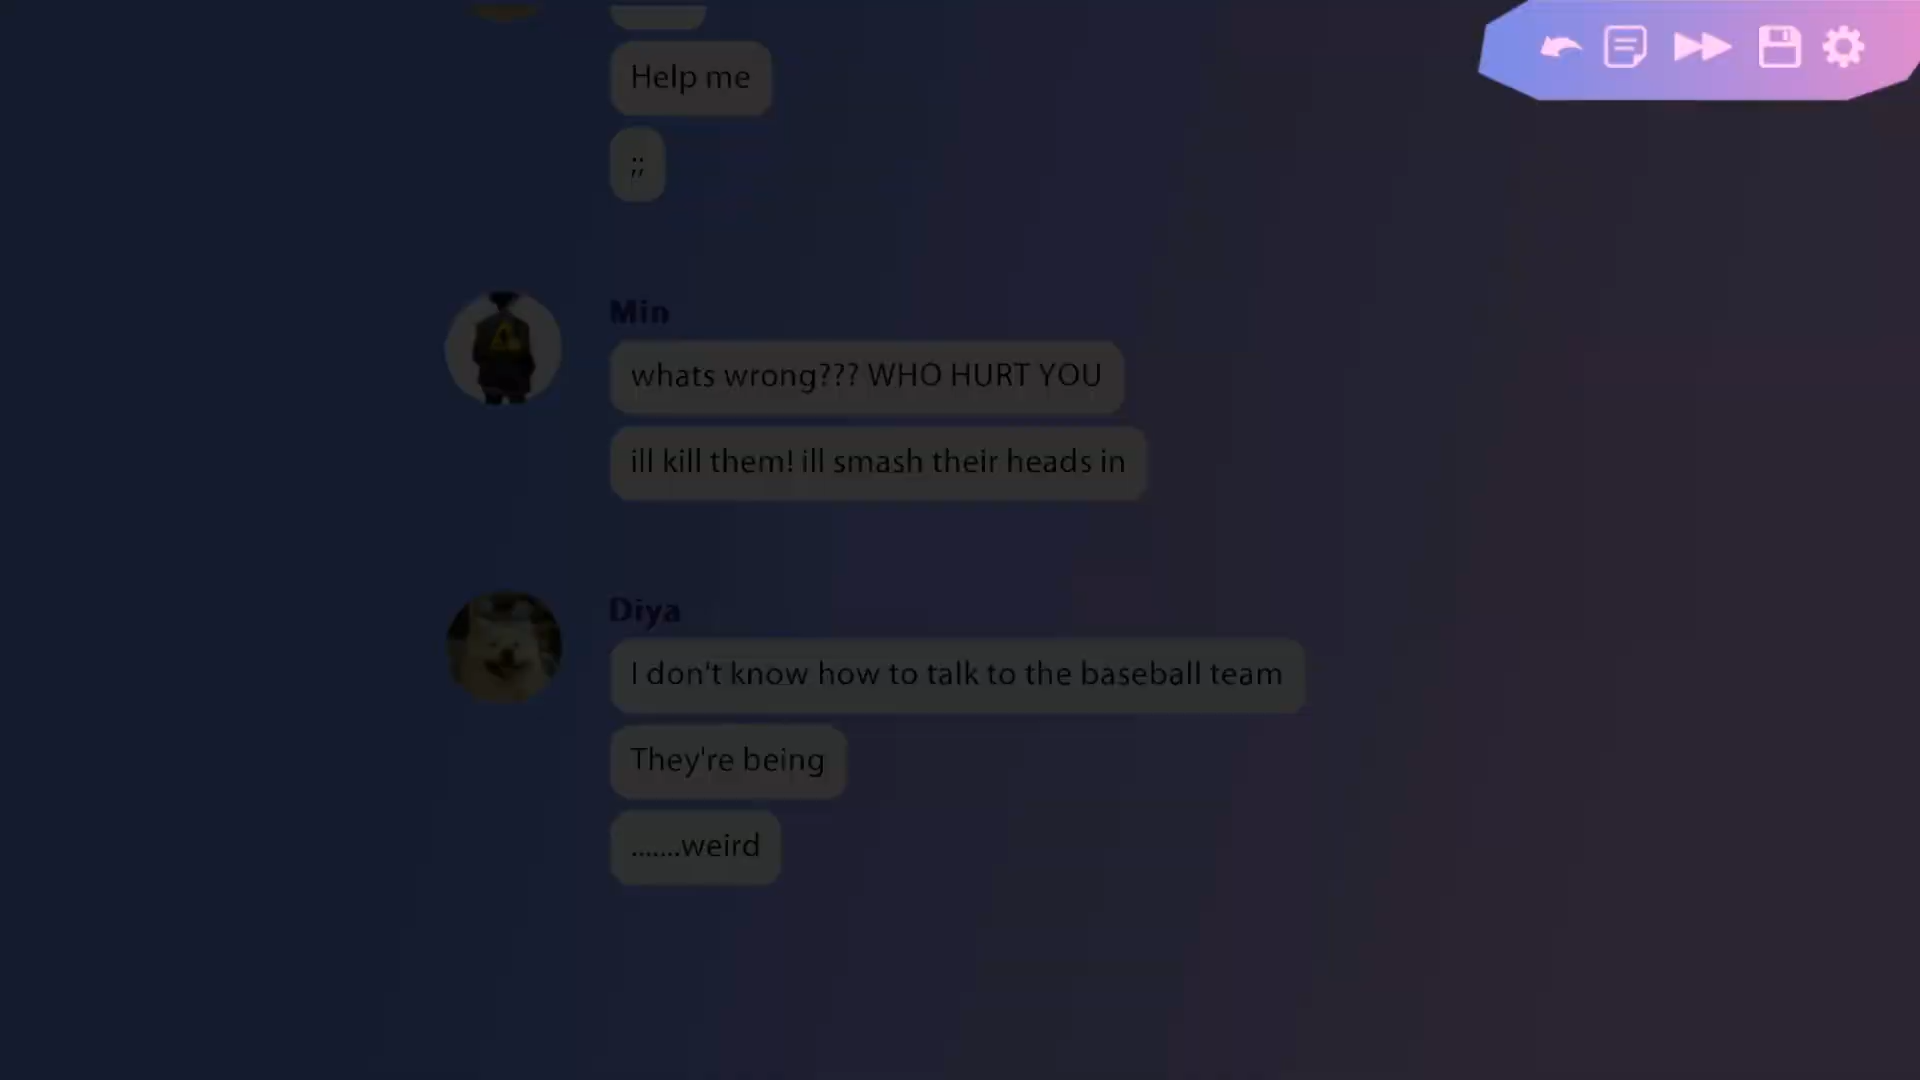 Help me
;;
Min
whats wrong??? WHO HURT YOU
ill kill them! ill smash their heads in
Diya
I don't know how to talk to the baseball team
They're being
.......weird